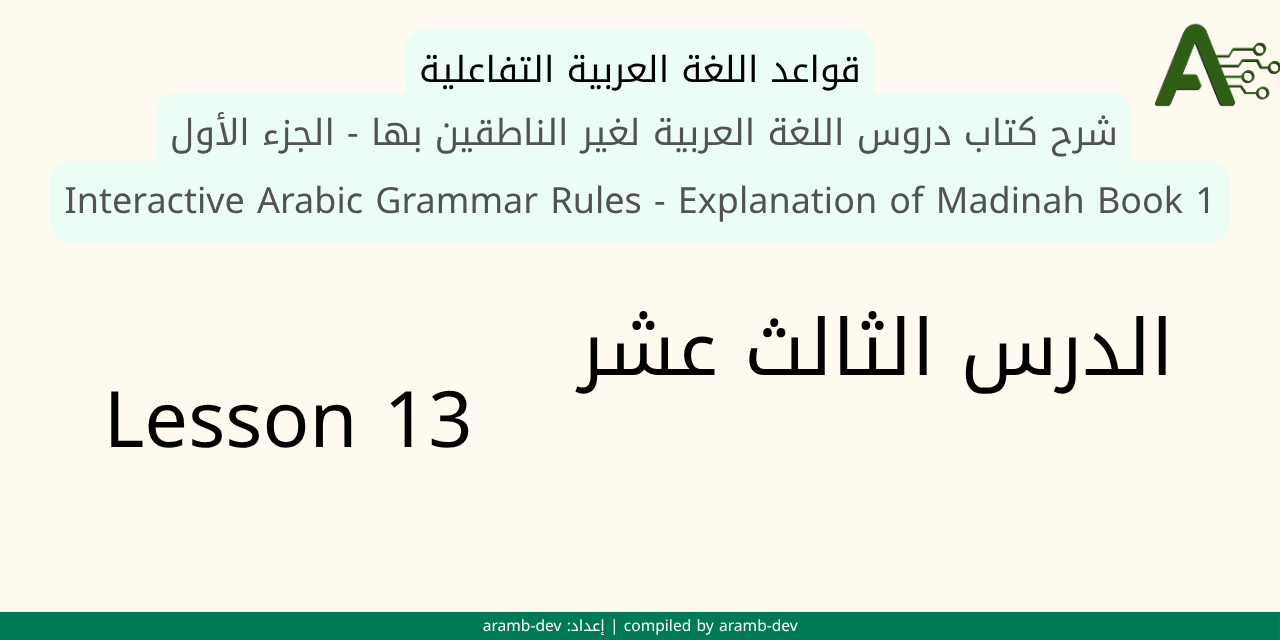 قواعد اللغة العربية التفاعلية
شرح كتاب دروس اللغة العربية لغير الناطقين بها - الجزء الأول
Interactive Arabic Grammar Rules - Explanation of Madinah Book 1
الدرس الثالث عشر
Lesson 13
إعداد: aramb-dev | compiled by aramb-dev